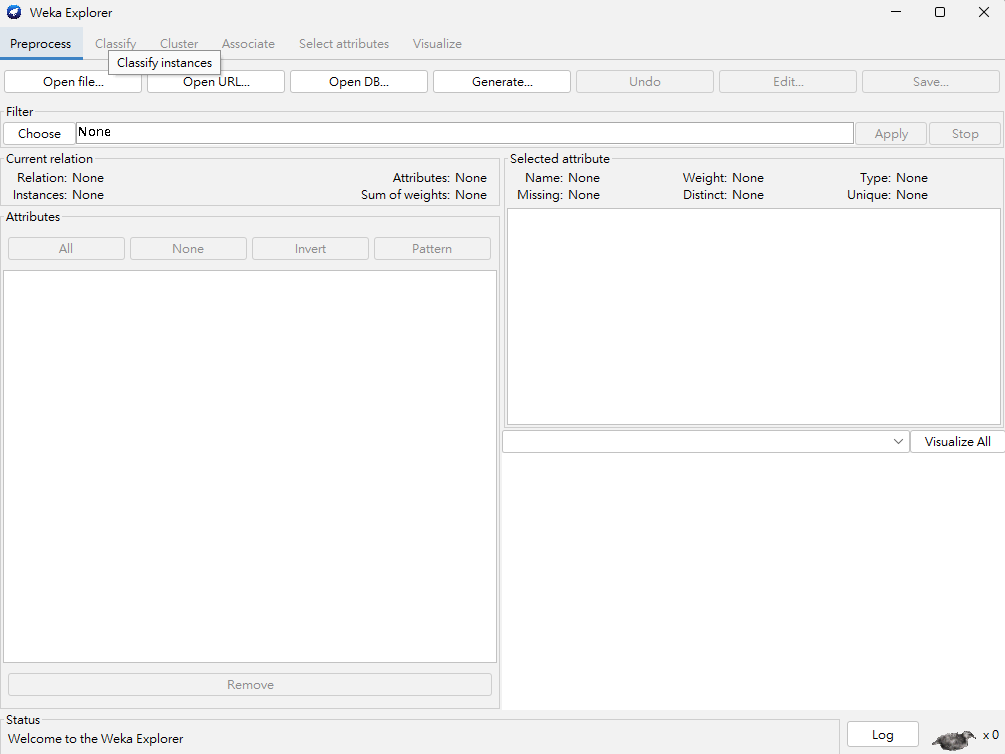 Weka Explorer
Preprocess Classify Cluster Associate Select attributes Visualize
Classify instances
Open file... Open URL... Open DB... Generate... Undo Edit... Save...
Filter
Choose None Apply Stop
Current relation
Relation: None Attributes: None
Instances: None Sum of weights: None
Selected attribute
Name: None Weight: None Type: None
Missing: None Distinct: None Unique: None
Attributes
All None Invert Pattern
Visualize All
Remove
Status
Welcome to the Weka Explorer
Log x 0